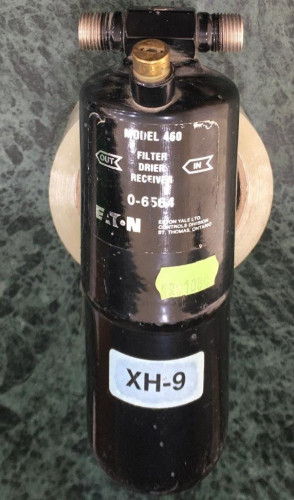 MODEL 460
OUT
FILTER
DRIER
RECEIVER
IN
0-6564
EATON
EATON YALE LTD
CONTROLS DIVISION
ST. THOMAS, ONTARIO
XH-9